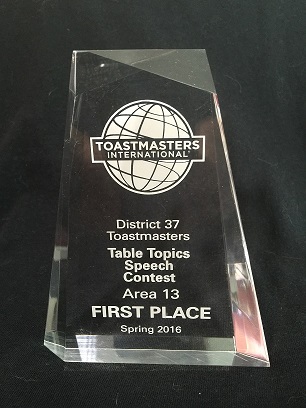 TOASTMASTERS
INTERNATIONAL®
District 37
Toastmasters
Table Topics
Speech
Contest
Area 13
FIRST PLACE
Spring 2016